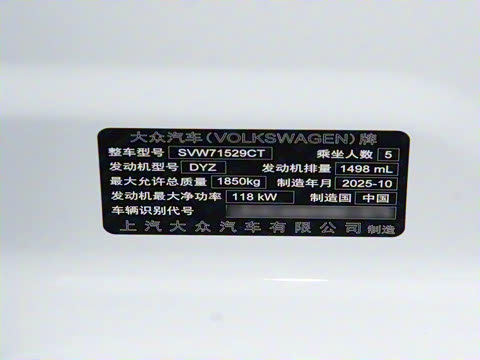 大众汽车(VOLKSWAGEN)牌
整车型号 SVW71529CT 乘坐人数 5
发动机型号 DYZ 发动机排量 1498 mL
最大允许总质量 1850kg 制造年月 2025-10
发动机最大净功率 118 kW 制造国 中国
车辆识别代号
上汽大众汽车有限公司 制造